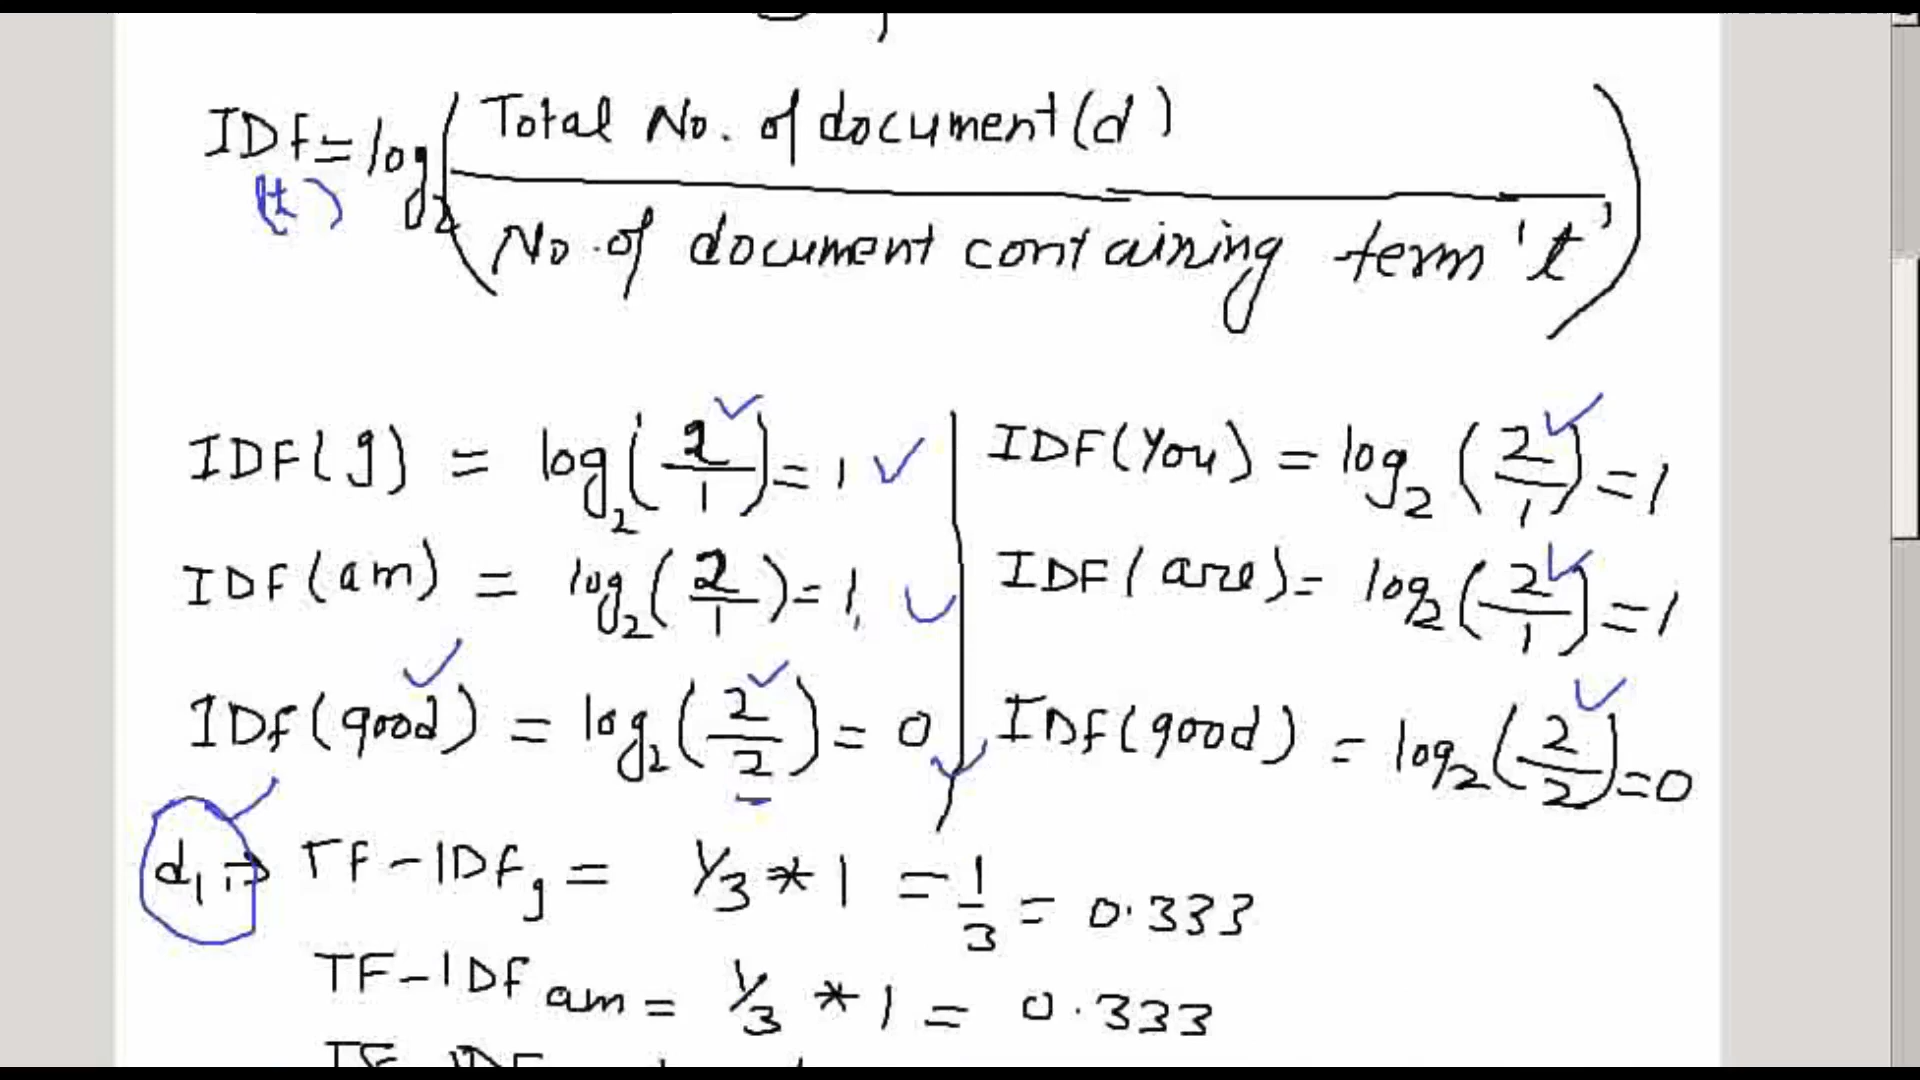 IDf(t) = log2( Total No. of document(d) / No. of document containing term 't' )
IDF(g) = log2(2/1) = 1
IDF(am) = log2(2/1) = 1
IDf(good) = log2(2/2) = 0
IDF(you) = log2(2/1) = 1
IDF(are) = log2(2/1) = 1
IDf(good) = log2(2/2) = 0
d1 → TF-IDFg = 1/3 * 1 = 1/3 = 0.333
TF-IDf am = 1/3 * 1 = 0.333